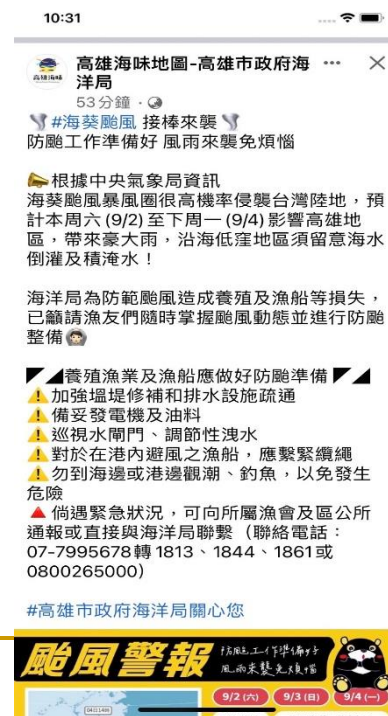 10:31
高雄海味
高雄海味地圖-高雄市政府海
洋局
53分鐘
#海葵颱風 接棒來襲
防颱工作準備好 風雨來襲免煩惱
根據中央氣象局資訊
海葵颱風暴風圈很高機率侵襲台灣陸地，預
計本周六 (9/2) 至下周一 (9/4) 影響高雄地
區，帶來豪大雨，沿海低窪地區須留意海水
倒灌及積淹水！
海洋局為防範颱風造成養殖及漁船等損失，
已籲請漁友們隨時掌握颱風動態並進行防颱
整備
養殖漁業及漁船應做好防颱準備
加強塭堤修補和排水設施疏通
備妥發電機及油料
巡視水閘門、調節性洩水
對於在港內避風之漁船，應繫緊纜繩
勿到海邊或港邊觀潮、釣魚，以免發生
危險
倘遇緊急狀況，可向所屬漁會及區公所
通報或直接與海洋局聯繫（聯絡電話：
07-7995678轉 1813、1844、1861或
0800265000）
#高雄市政府海洋局關心您
颱風警報
防颱工作準備好
風雨來襲免煩惱
9/2 (六) 9/3 (日) 9/4 (一)